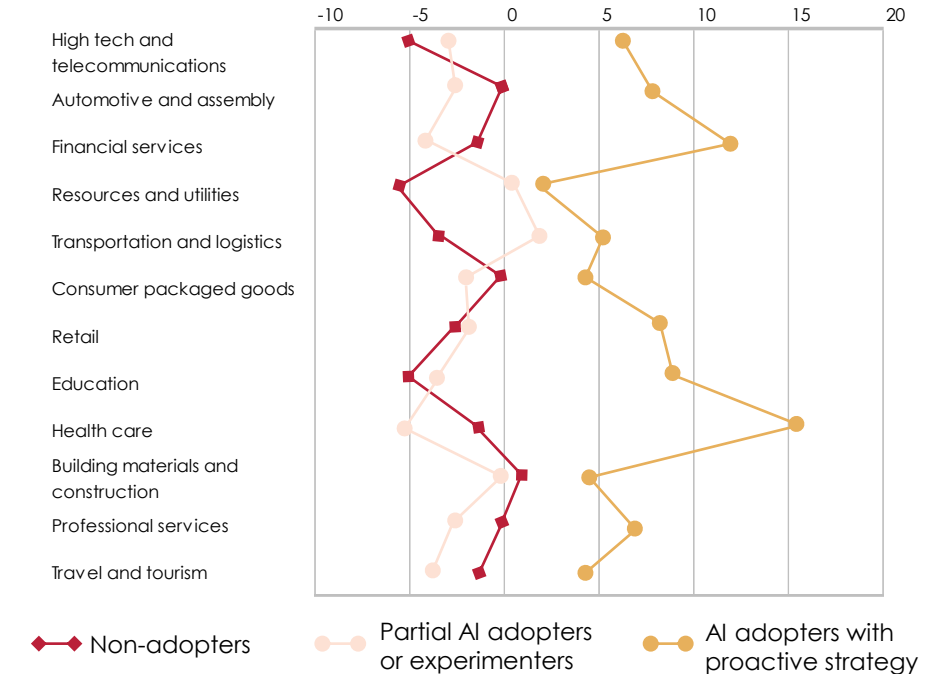 -10 -5 0 5 10 15 20
High tech and
telecommunications
Automotive and assembly
Financial services
Resources and utilities
Transportation and logistics
Consumer packaged goods
Retail
Education
Health care
Building materials and
construction
Professional services
Travel and tourism
Non-adopters
Partial AI adopters
or experimenters
AI adopters with
proactive strategy